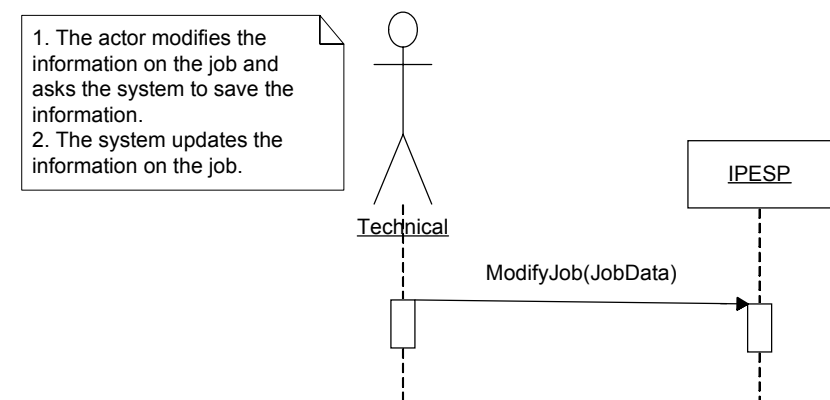 1. The actor modifies the
information on the job and
asks the system to save the
information.
2. The system updates the
information on the job.
IPESP
Technical
ModifyJob(JobData)